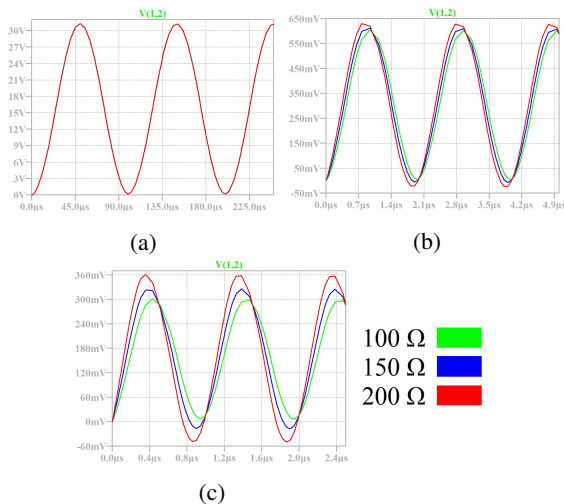 V(1,2)
30V
27V
24V
21V
18V
15V
12V
9V
6V
3V
0V
0.0µs 45.0µs 90.0µs 135.0µs 180.0µs 225.0µs
(a)
V(1,2)
650mV
550mV
450mV
350mV
250mV
150mV
50mV
-50mV
0.0µs 0.7µs 1.4µs 2.1µs 2.8µs 3.5µs 4.2µs 4.9µs
(b)
V(1,2)
360mV
300mV
240mV
180mV
120mV
60mV
0mV
-60mV
0.0µs 0.4µs 0.8µs 1.2µs 1.6µs 2.0µs 2.4µs
(c)
100 Ω
150 Ω
200 Ω